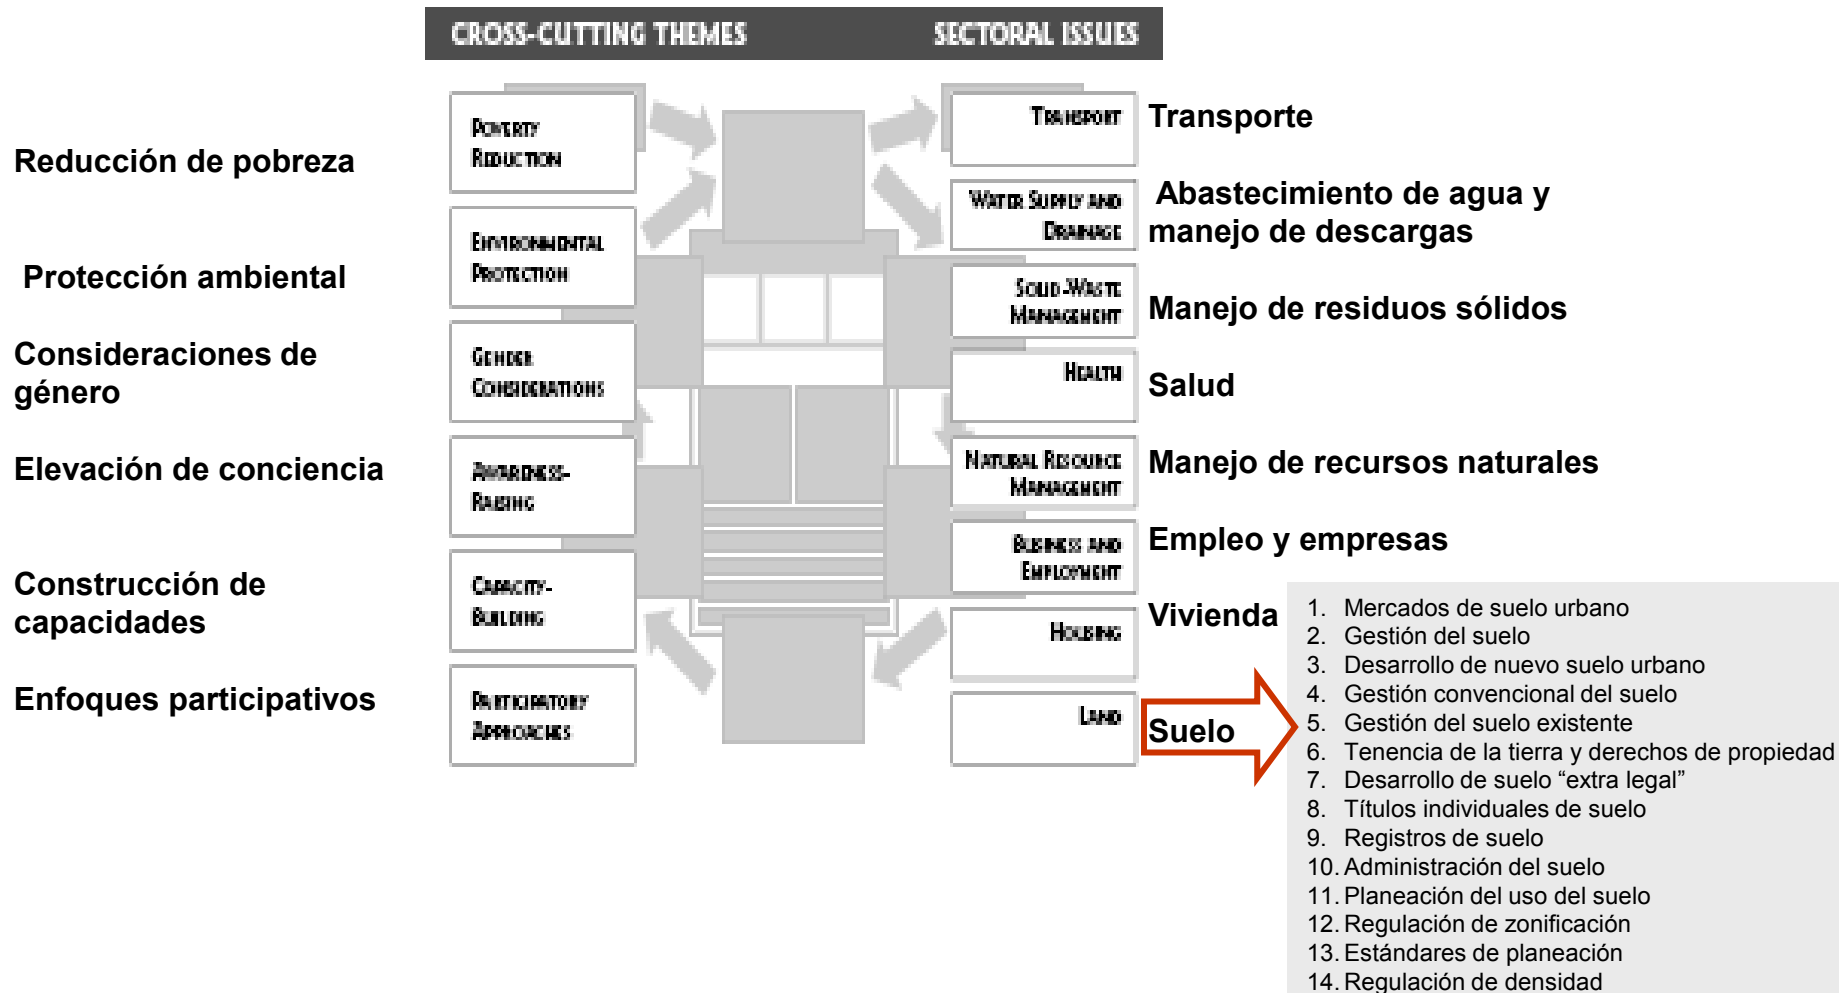 CROSS-CUTTING THEMES
SECTORAL ISSUES
Reducción de pobreza
Protección ambiental
Consideraciones de
género
Elevación de conciencia
Construcción de
capacidades
Enfoques participativos
POVERTY
REDUCTION
ENVIRONMENTAL
PROTECTION
GENDER
CONSIDERATIONS
AWARENESS-
RAISING
CAPACITY-
BUILDING
PARTICIPATORY
APPROACHES
TRANSPORT
WATER SUPPLY AND
DRAINAGE
SOLID-WASTE
MANAGEMENT
HEALTH
NATURAL RESOURCE
MANAGEMENT
BUSINESS AND
EMPLOYMENT
HOUSING
LAND
Transporte
Abastecimiento de agua y
manejo de descargas
Manejo de residuos sólidos
Salud
Manejo de recursos naturales
Empleo y empresas
Vivienda
Suelo
1. Mercados de suelo urbano
2. Gestión del suelo
3. Desarrollo de nuevo suelo urbano
4. Gestión convencional del suelo
5. Gestión del suelo existente
6. Tenencia de la tierra y derechos de propiedad
7. Desarrollo de suelo “extra legal”
8. Títulos individuales de suelo
9. Registros de suelo
10. Administración del suelo
11. Planeación del uso del suelo
12. Regulación de zonificación
13. Estándares de planeación
14. Regulación de densidad